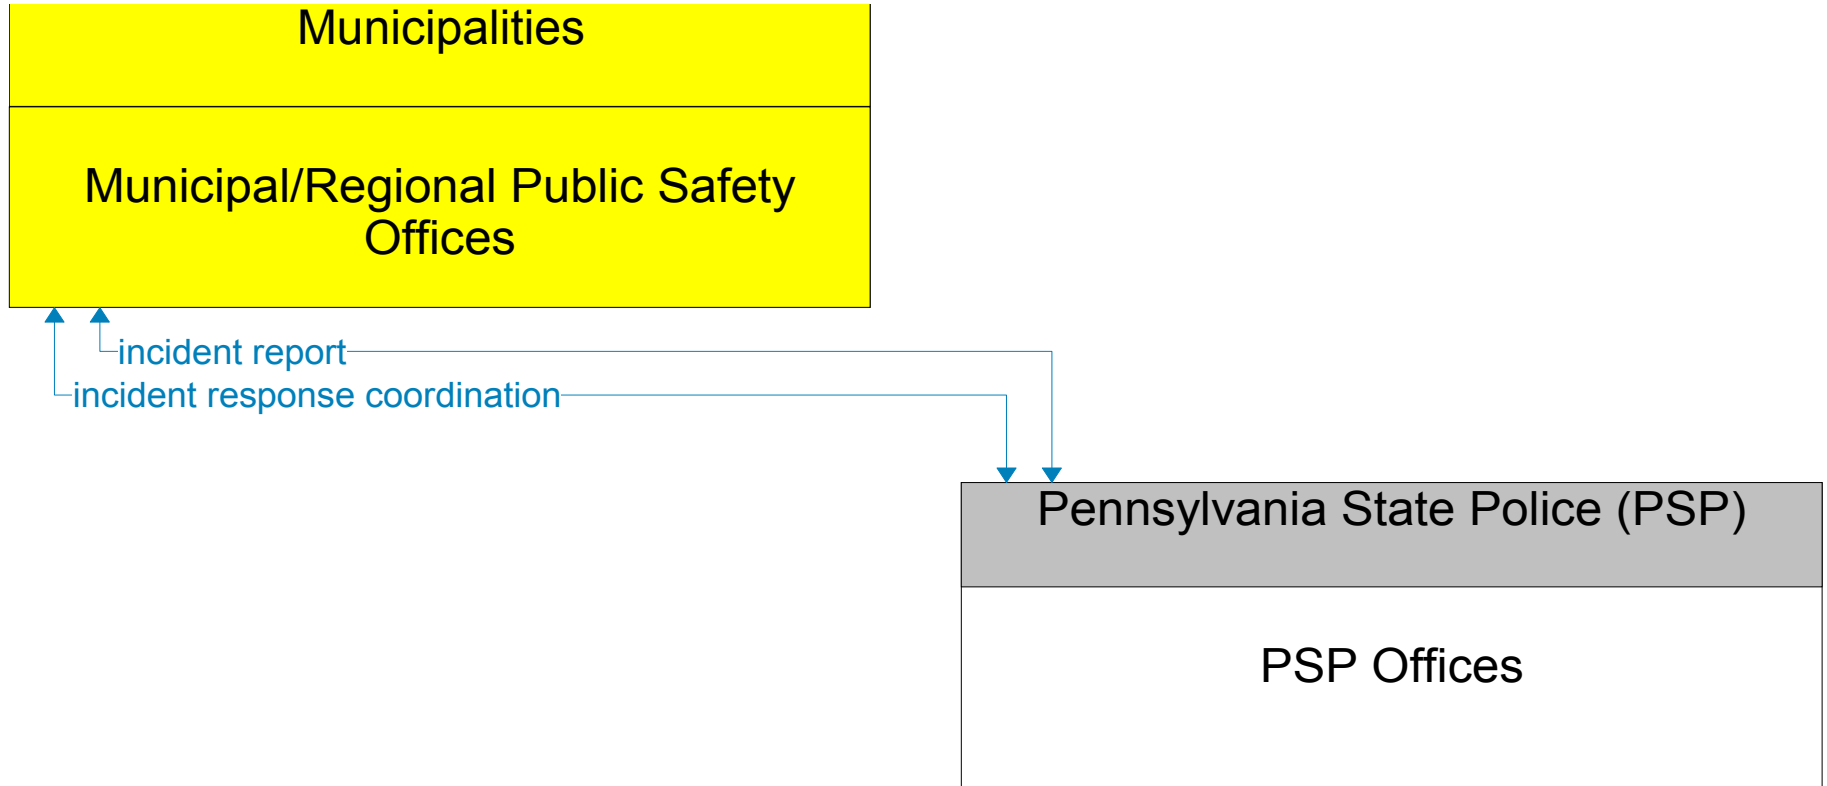 Municipalities
Municipal/Regional Public Safety
Offices
incident report
incident response coordination
Pennsylvania State Police (PSP)
PSP Offices